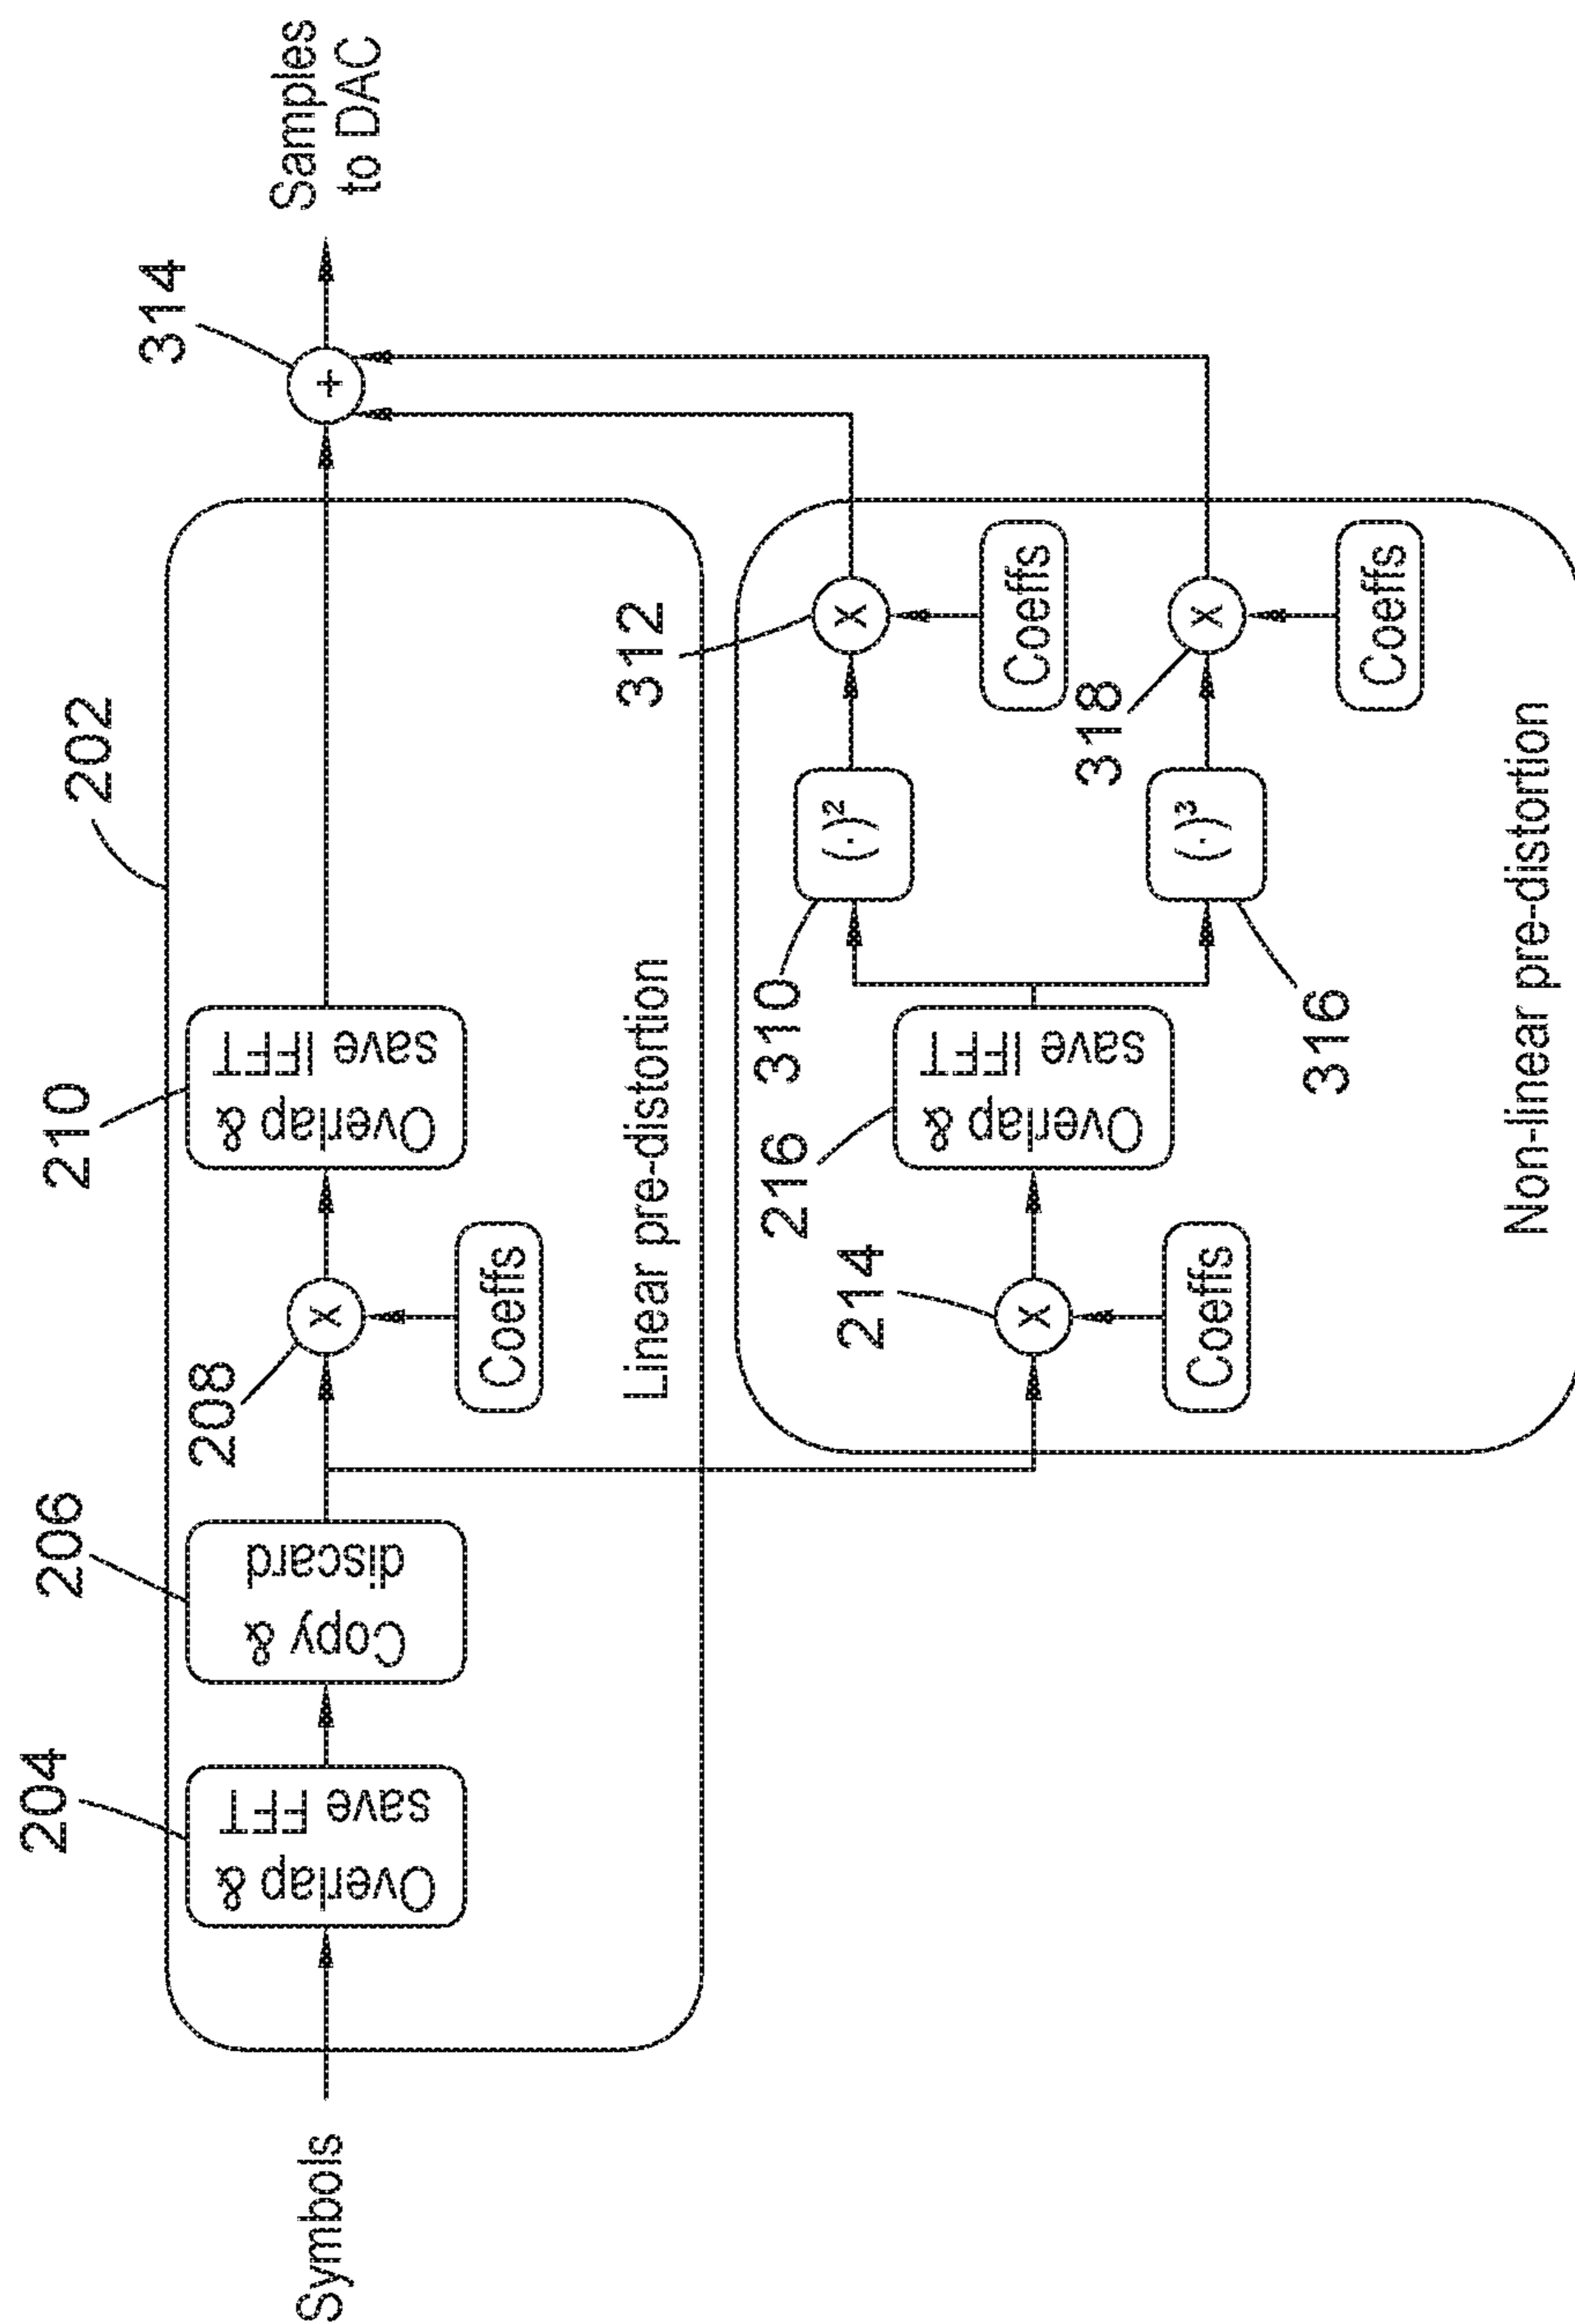 202
204
206
208
210
314
Symbols
Overlap &
save FFT
Copy &
discard
X
Coeffs
Overlap &
save IFFT
+
Samples
to DAC
Linear pre-distortion
214
X
Coeffs
216
Overlap &
save IFFT
310
(·)²
312
X
Coeffs
316
(·)³
318
X
Coeffs
Non-linear pre-distortion